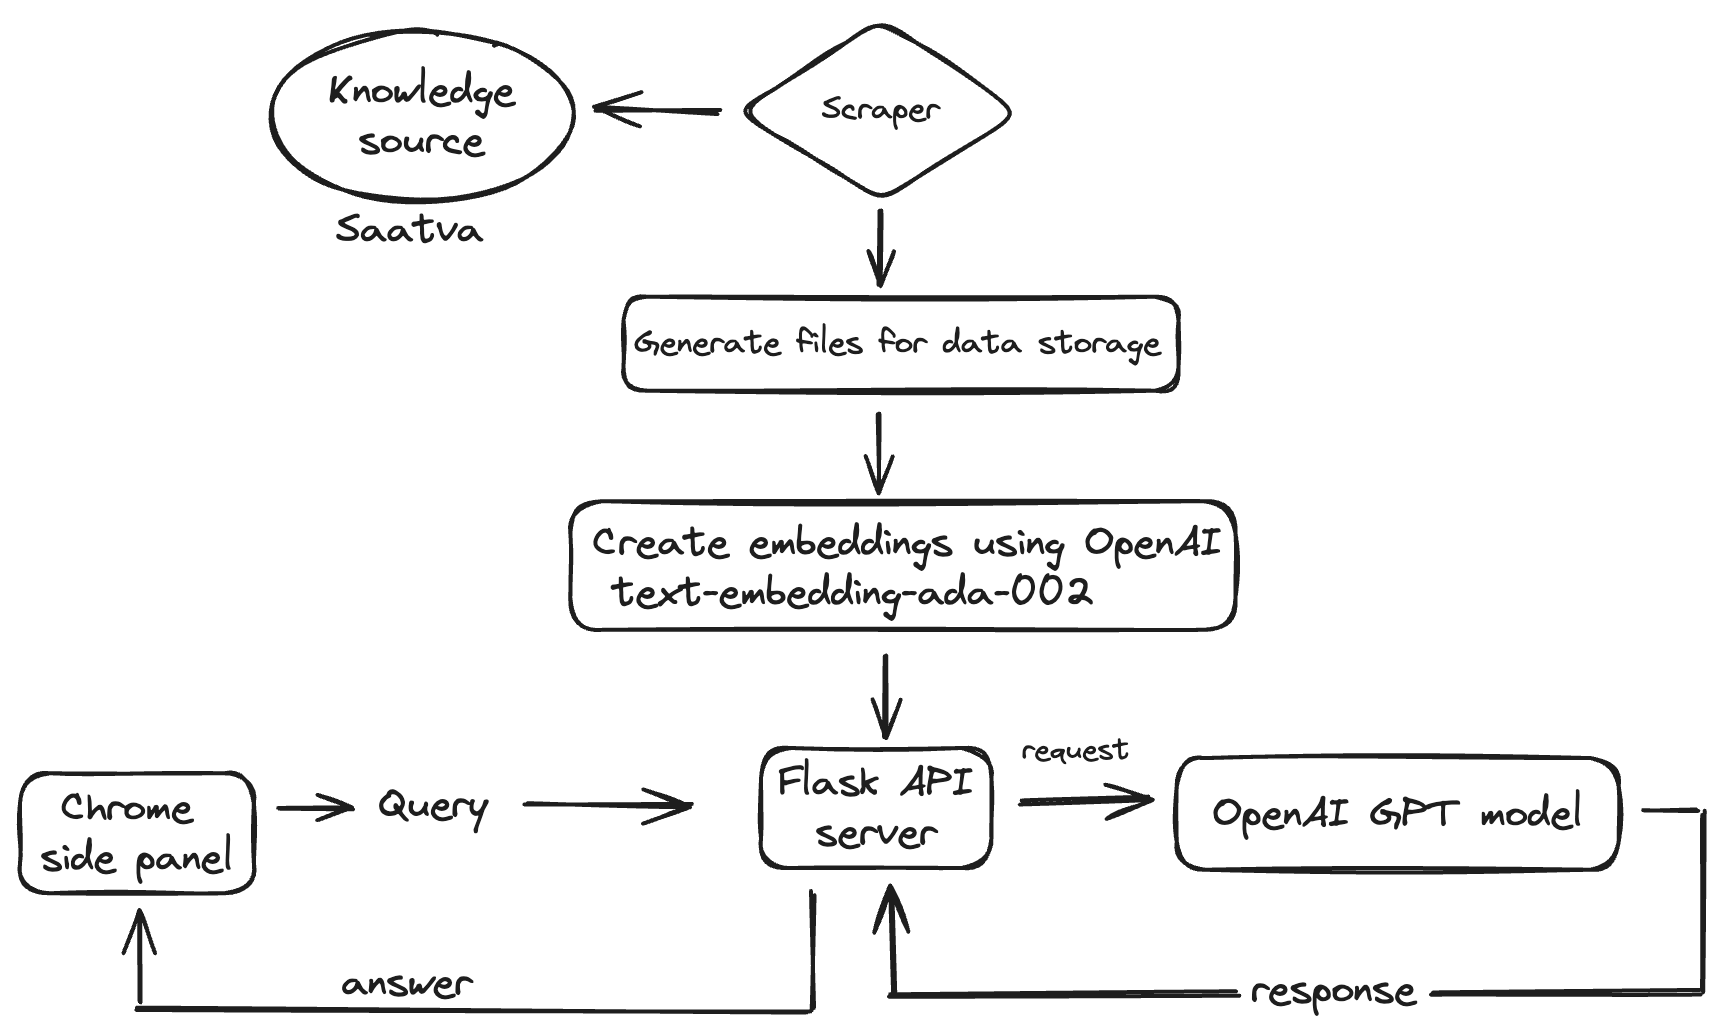 Knowledge
source
Saatva
Scraper
Generate files for data storage
Create embeddings using OpenAI
text-embedding-ada-002
Chrome
side panel
Query
Flask API
server
request
OpenAI GPT model
answer
response